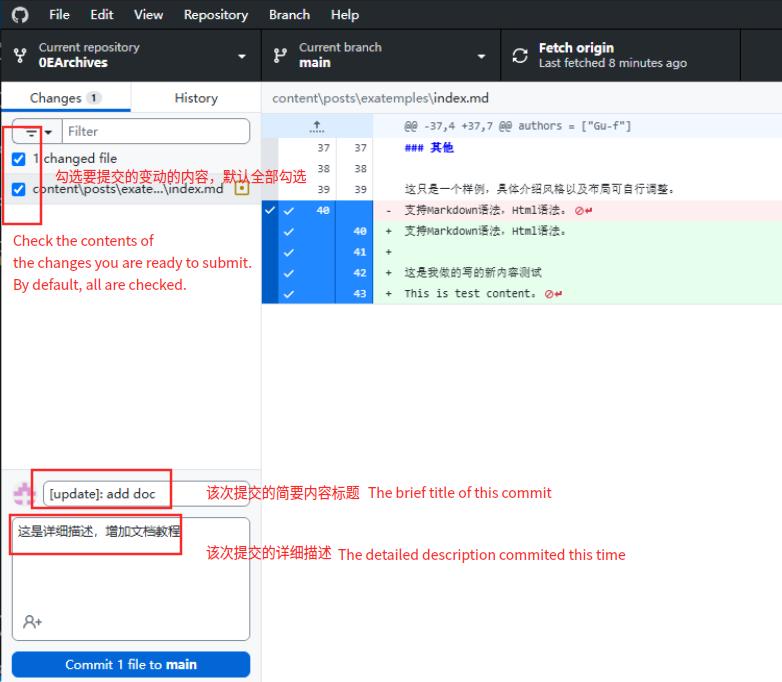 File Edit View Repository Branch Help
Current repository
0EArchives
Current branch
main
Fetch origin
Last fetched 8 minutes ago
Changes 1
History
content\posts\exatemples\index.md
Filter
1 changed file
content\posts\exate...\index.md
勾选要提交的变动的内容，默认全部勾选
Check the contents of
the changes you are ready to submit.
By default, all are checked.
@@ -37,4 +37,7 @@ authors = ["Gu-f"]
37 37 ### 其他
38 38
39 39 这只是一个样例，具体介绍风格以及布局可自行调整。
40 - 支持Markdown语法，Html语法。
40 + 支持Markdown语法，Html语法。
41 +
42 + 这是我做的写的新内容测试
43 + This is test content。
[update]: add doc
该次提交的简要内容标题 The brief title of this commit
这是详细描述，增加文档教程
该次提交的详细描述 The detailed description commited this time
Commit 1 file to main